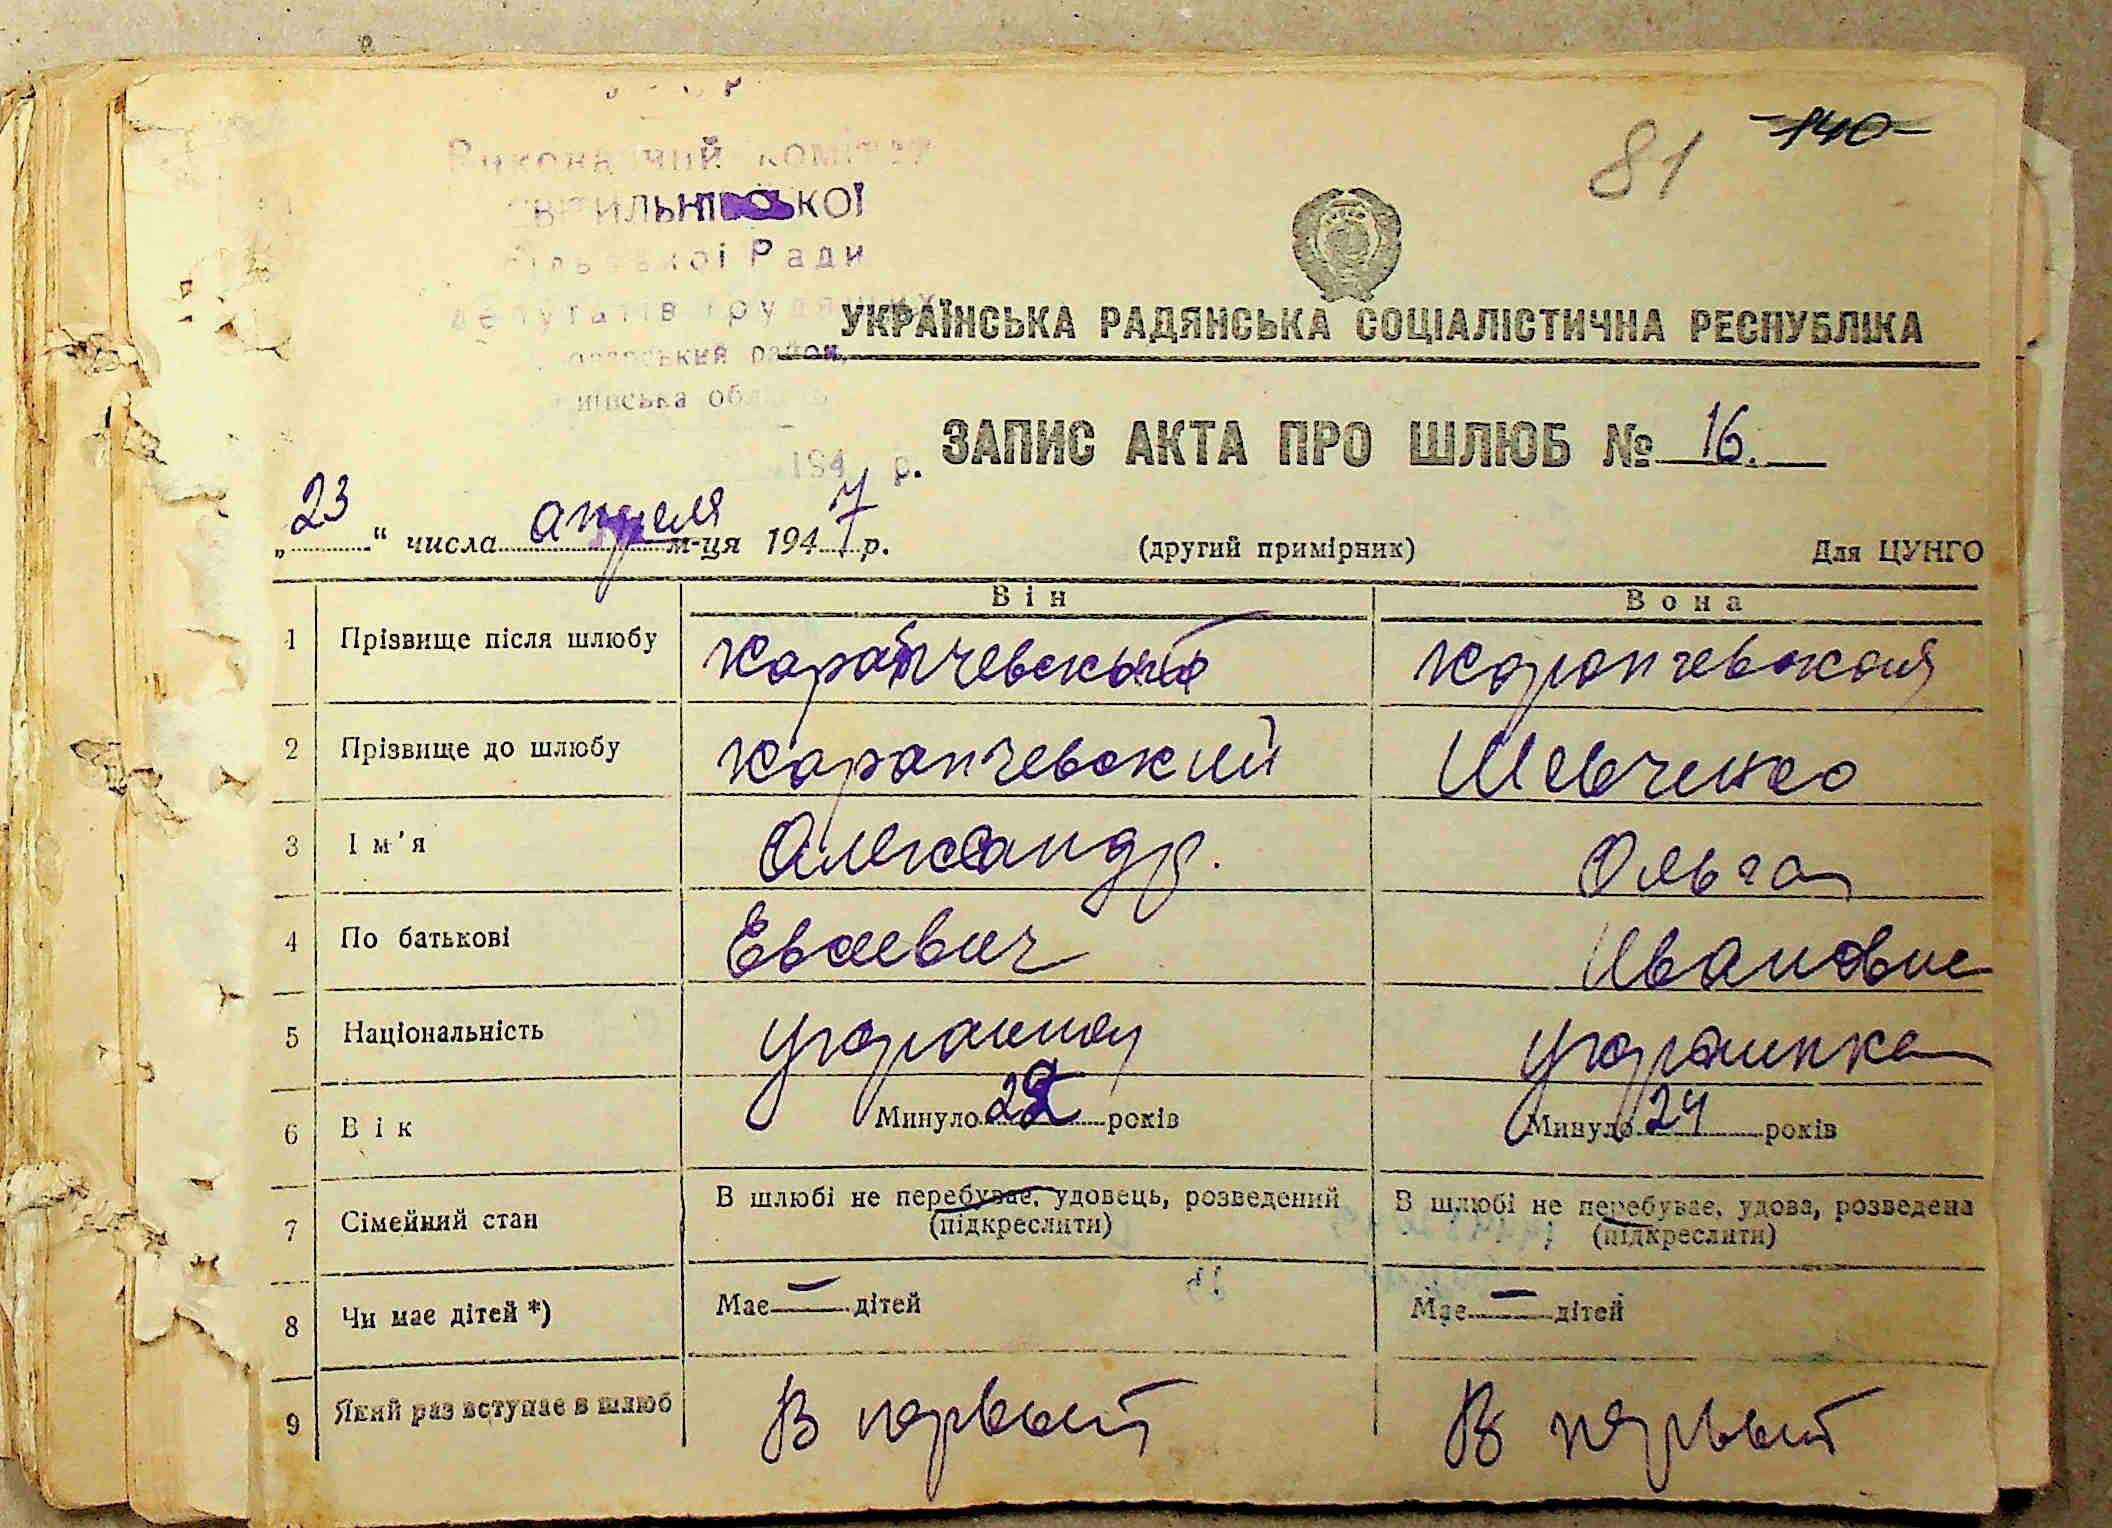 81 140
Виконавчий комітет
СВІТИЛЬНІВСЬКОЇ
Сільської Ради
депутатів трудящих
район,
Київська область
194 р.
УКРАЇНСЬКА РАДЯНСЬКА СОЦІАЛІСТИЧНА РЕСПУБЛІКА
ЗАПИС АКТА ПРО ШЛЮБ № 16.
„23“ числа апреля м-ця 1947 р. (другий примірник) Для ЦУНГО
Він Вона
1 Прізвище після шлюбу Карапчевский Карапчевская
2 Прізвище до шлюбу Карапчевский Шевченко
3 Ім'я Александр. Ольга
4 По батькові Евсеевич Ивановне
5 Національність украинец украинка
6 Вік Минуло 22 років Минуло 24 років
7 Сімейний стан В шлюбі не перебуває, удовець, розведений В шлюбі не перебуває, удова, розведена
(підкреслити) (підкреслити)
8 Чи має дітей *) Має — дітей Має — дітей
9 Який раз вступає в шлюб В первый В первый